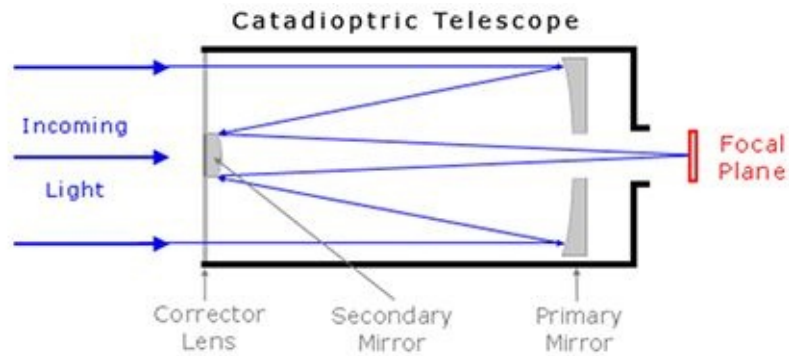 Catadioptric Telescope
Incoming
Light
Focal
Plane
Corrector
Lens
Secondary
Mirror
Primary
Mirror